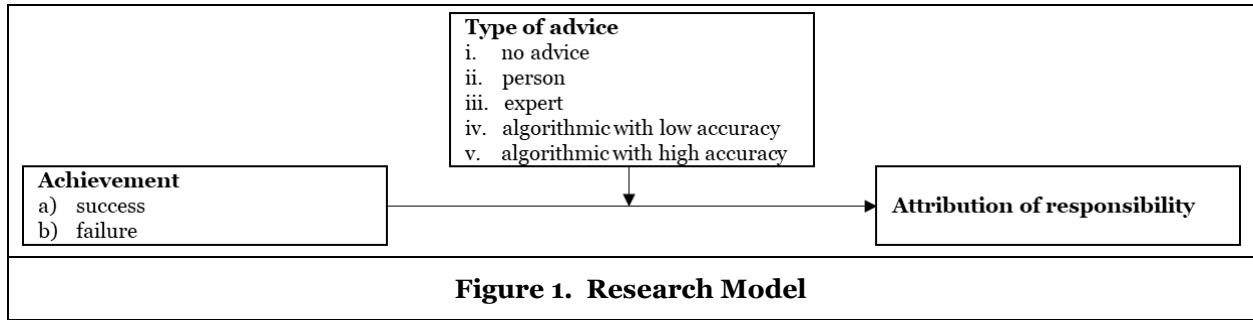 Type of advice
i. no advice
ii. person
iii. expert
iv. algorithmic with low accuracy
v. algorithmic with high accuracy
Achievement
a) success
b) failure
Attribution of responsibility
Figure 1. Research Model